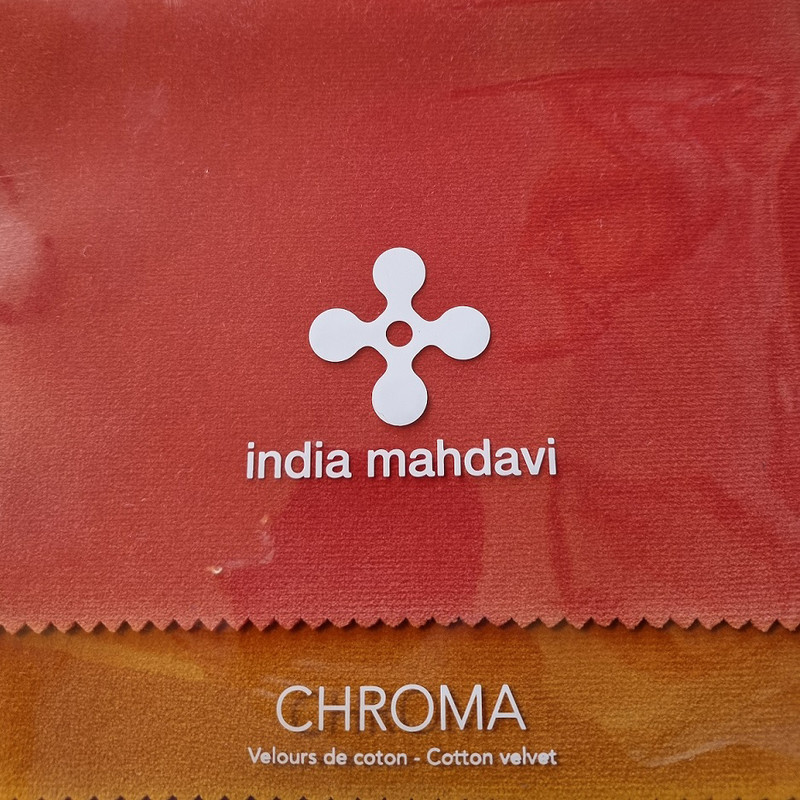 india mahdavi
CHROMA
Velours de coton - Cotton velvet